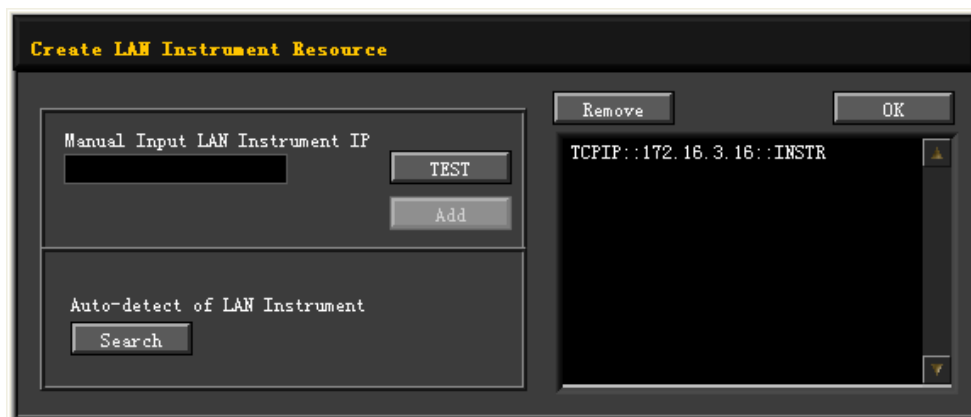 Create LAN Instrument Resource
Manual Input LAN Instrument IP
TEST
Add
Auto-detect of LAN Instrument
Search
Remove
OK
TCPIP::172.16.3.16::INSTR